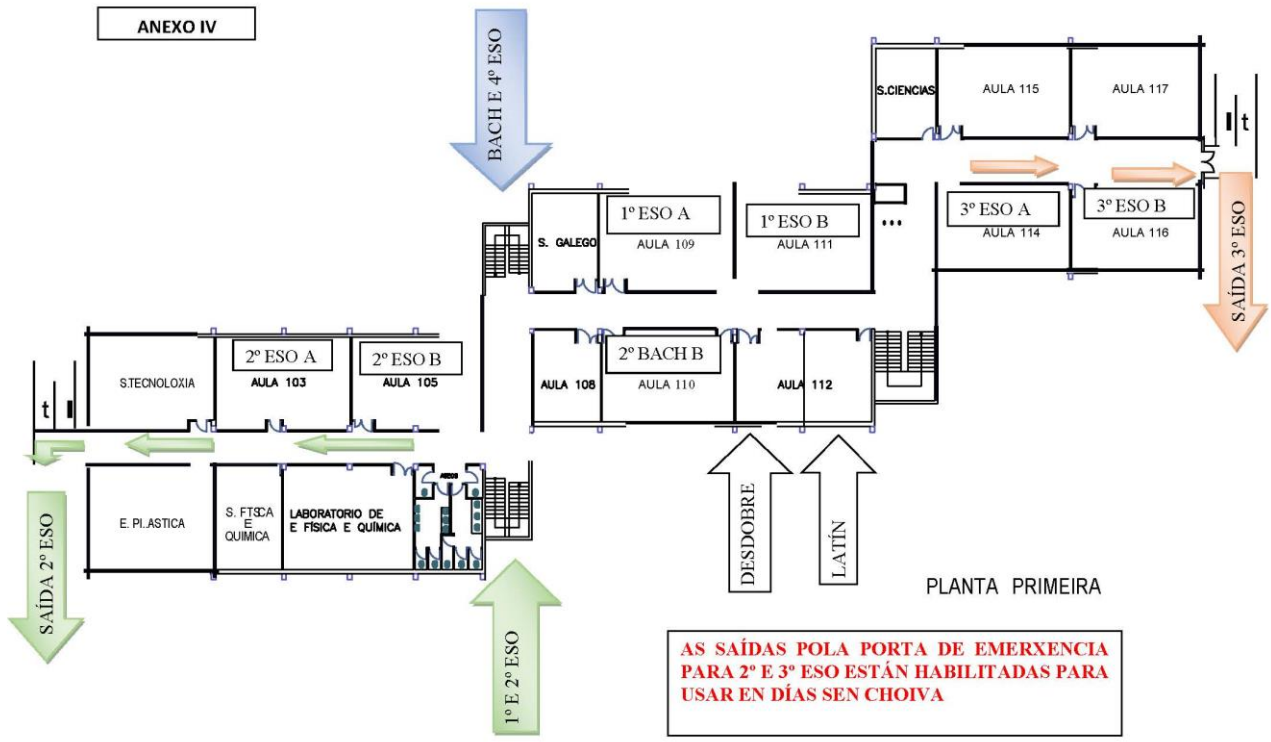 ANEXO IV
BACH E 4º ESO
S.CIENCIAS
AULA 115
AULA 117
t
1º ESO A
1º ESO B
S. GALEGO
AULA 109
AULA 111
3º ESO A
3º ESO B
AULA 114
AULA 116
SAÍDA 3º ESO
2º ESO A
2º ESO B
S.TECNOLOXIA
AULA 103
AULA 105
2º BACH B
AULA 108
AULA 110
AULA 112
t
E. PI.ASTICA
S. FTSCA
E
QUIMICA
LABORATORIO DE
E FÍSICA E QUÍMICA
ASEOS
SAÍDA 2º ESO
1º E 2º ESO
DESDOBRE
LATÍN
PLANTA PRIMEIRA
AS SAÍDAS POLA PORTA DE EMERXENCIA
PARA 2º E 3º ESO ESTÁN HABILITADAS PARA
USAR EN DÍAS SEN CHOIVA